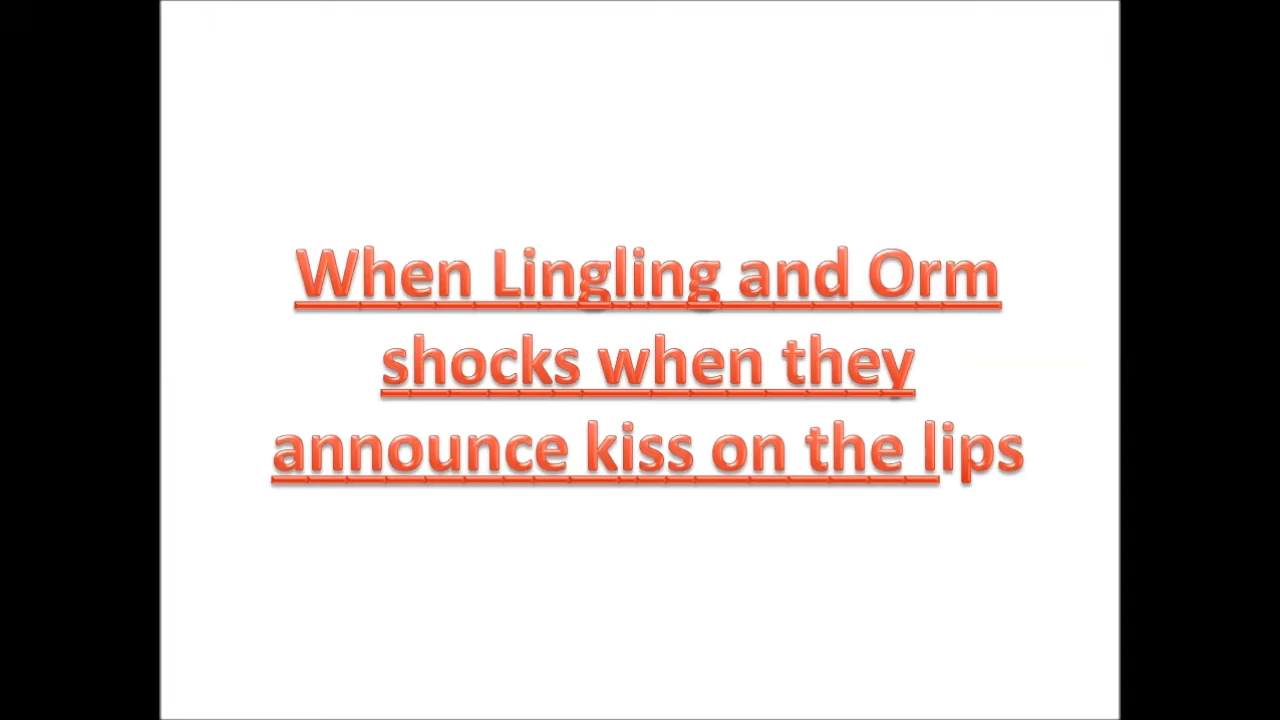 When Lingling and Orm
shocks when they
announce kiss on the lips